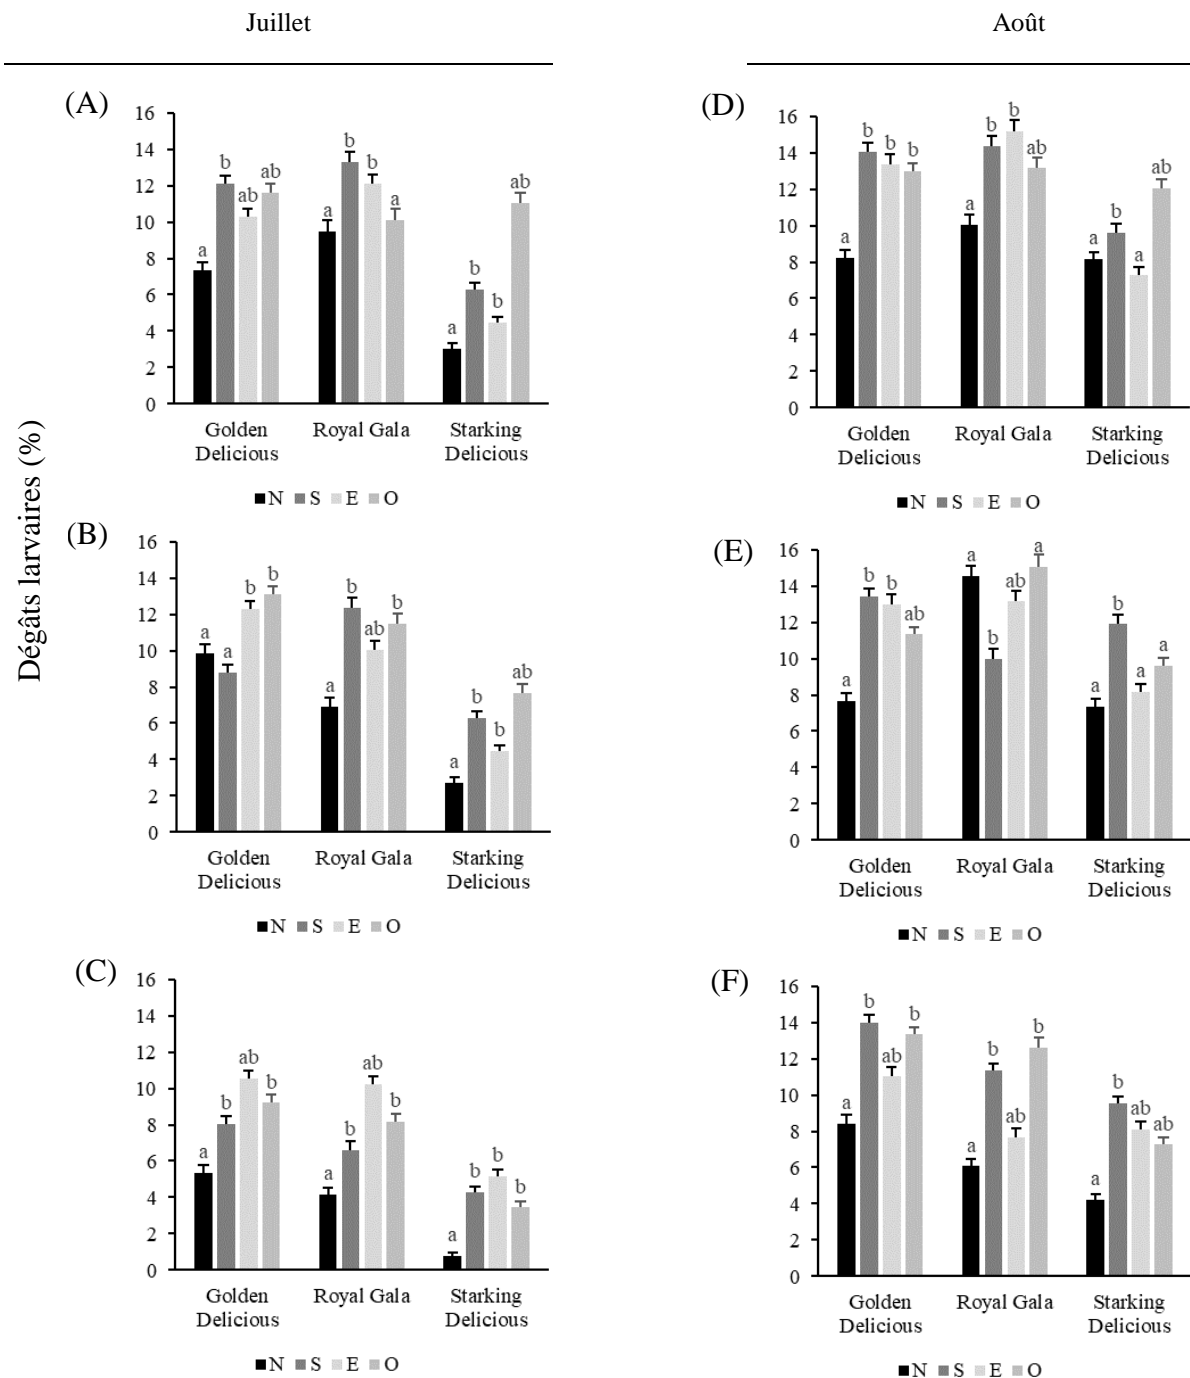 Juillet
Août
Dégâts larvaires (%)
(A)
16
14
12
10
8
6
4
2
0
a b ab ab
a b b a
a b b ab
Golden Delicious
Royal Gala
Starking Delicious
N S E O
(D)
16
14
12
10
8
6
4
2
0
a b b b
a b b ab
a b a ab
Golden Delicious
Royal Gala
Starking Delicious
N S E O
(B)
16
14
12
10
8
6
4
2
0
a a b b
a b ab b
a b b ab
Golden Delicious
Royal Gala
Starking Delicious
N S E O
(E)
16
14
12
10
8
6
4
2
0
a b b ab
a b ab a
a b a a
Golden Delicious
Royal Gala
Starking Delicious
N S E O
(C)
16
14
12
10
8
6
4
2
0
a b ab b
a b ab b
a b b b
Golden Delicious
Royal Gala
Starking Delicious
N S E O
(F)
16
14
12
10
8
6
4
2
0
a b ab b
a b ab b
a b ab ab
Golden Delicious
Royal Gala
Starking Delicious
N S E O